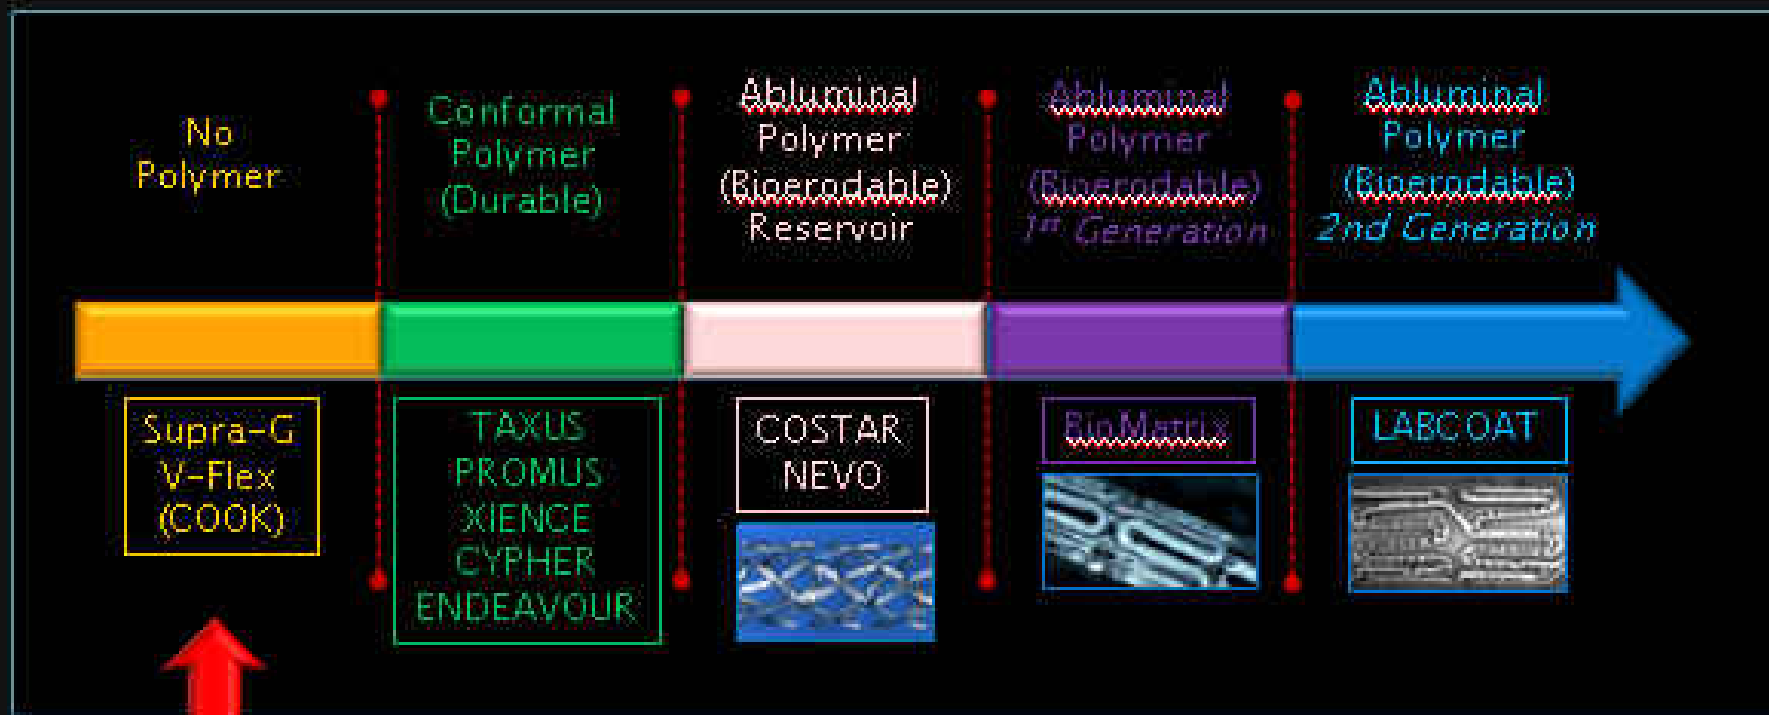 No
Polymer
Conformal
Polymer
(Durable)
Abluminal
Polymer
(Bioerodable)
Reservoir
Abluminal
Polymer
(Bioerodable)
1st Generation
Abluminal
Polymer
(Bioerodable)
2nd Generation
Supra-G
V-Flex
(COOK)
TAXUS
PROMUS
XIENCE
CYPHER
ENDEAVOUR
COSTAR
NEVO
BioMatrix
LABCOAT